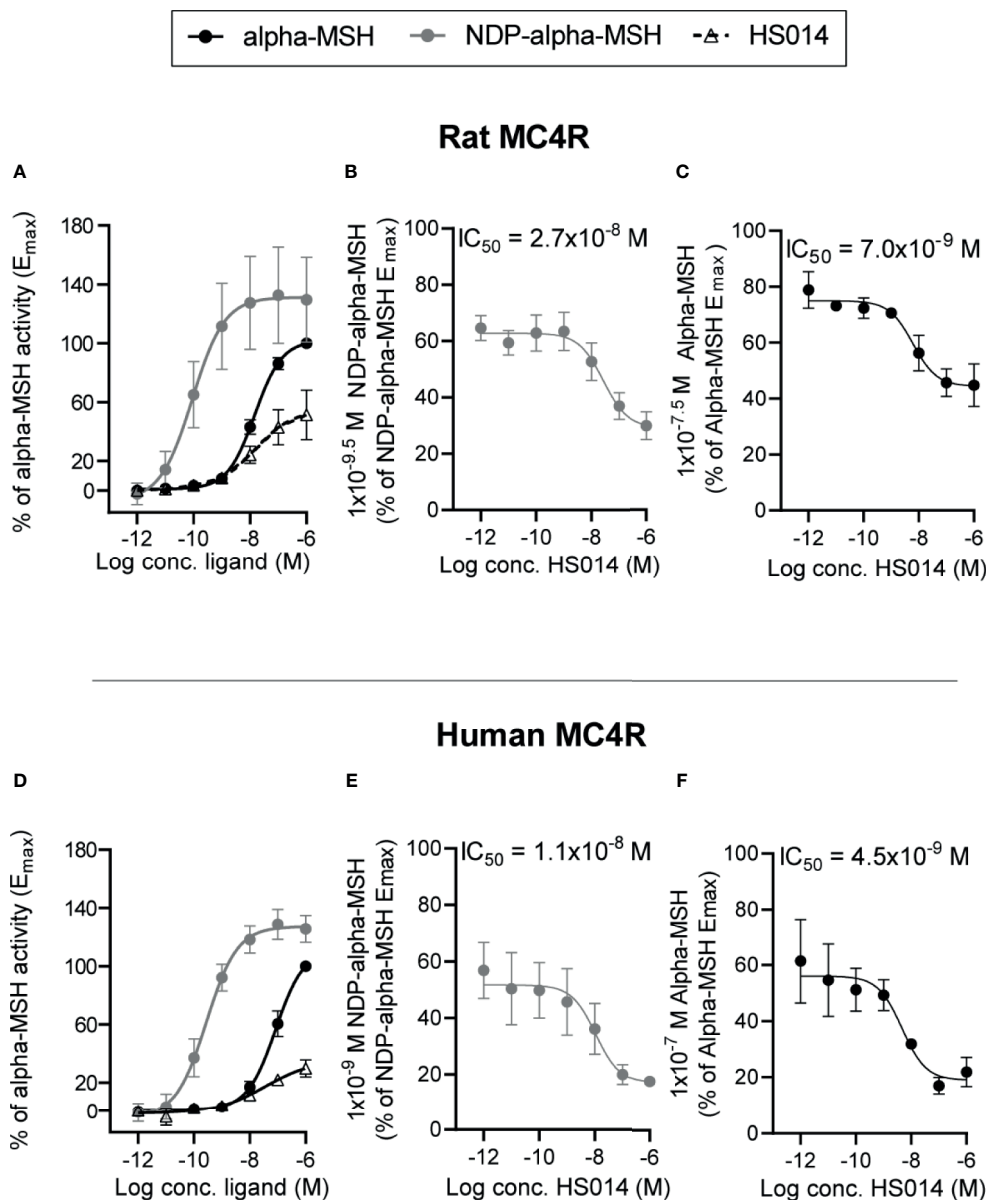 alpha-MSH NDP-alpha-MSH HS014
Rat MC4R
A
% of alpha-MSH activity (Emax)
180
140
100
60
20
0
-12 -10 -8 -6
Log conc. ligand (M)
B
1x10-9.5 M NDP-alpha-MSH
(% of NDP-alpha-MSH Emax)
100
80
60
40
20
0
IC50 = 2.7x10-8 M
-12 -10 -8 -6
Log conc. HS014 (M)
C
1x10-7.5 M Alpha-MSH
(% of Alpha-MSH Emax)
100
80
60
40
20
0
IC50 = 7.0x10-9 M
-12 -10 -8 -6
Log conc. HS014 (M)
Human MC4R
D
% of alpha-MSH activity (Emax)
180
140
100
60
20
0
-12 -10 -8 -6
Log conc. ligand (M)
E
1x10-9 M NDP-alpha-MSH
(% of NDP-alpha-MSH Emax)
100
80
60
40
20
0
IC50 = 1.1x10-8 M
-12 -10 -8 -6
Log conc. HS014 (M)
F
1x10-7 M Alpha-MSH
(% of Alpha-MSH Emax)
100
80
60
40
20
0
IC50 = 4.5x10-9 M
-12 -10 -8 -6
Log conc. HS014 (M)